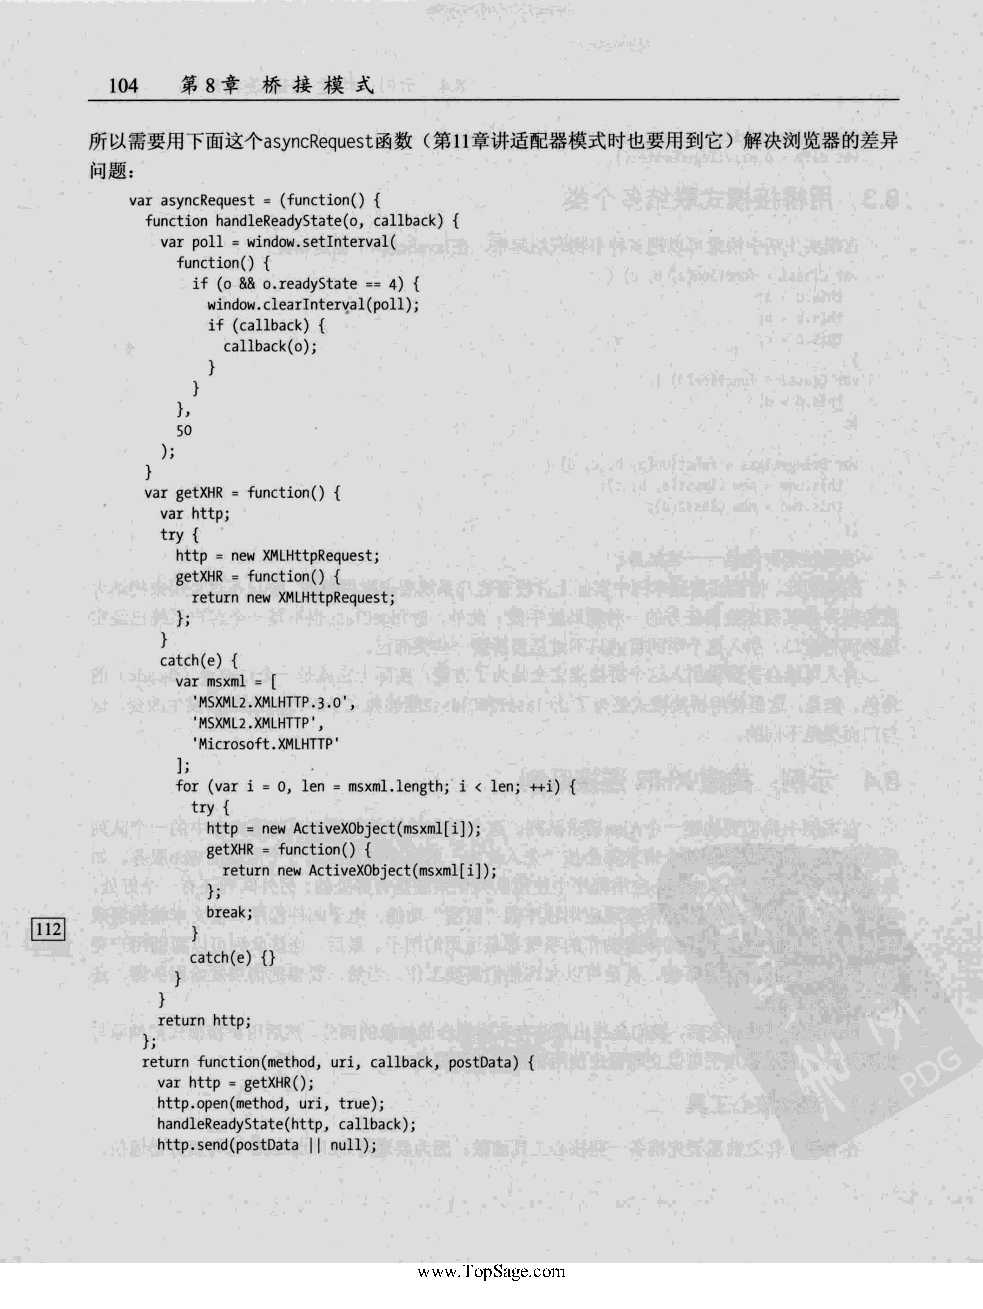 104 第 8 章 桥 接 模 式
所以需要用下面这个asyncRequest函数（第11章讲适配器模式时也要用到它）解决浏览器的差异
问题：
var asyncRequest = (function() {
function handleReadyState(o, callback) {
var poll = window.setInterval(
function() {
if (o && o.readyState == 4) {
window.clearInterval(poll);
if (callback) {
callback(o);
}
}
},
50
);
}
var getXHR = function() {
var http;
try {
http = new XMLHttpRequest;
getXHR = function() {
return new XMLHttpRequest;
};
}
catch(e) {
var msxml = [
'MSXML2.XMLHTTP.3.0',
'MSXML2.XMLHTTP',
'Microsoft.XMLHTTP'
];
for (var i = 0, len = msxml.length; i < len; ++i) {
try {
http = new ActiveXObject(msxml[i]);
getXHR = function() {
return new ActiveXObject(msxml[i]);
};
break;
112
}
catch(e) {}
}
}
return http;
};
return function(method, uri, callback, postData) {
var http = getXHR();
http.open(method, uri, true);
handleReadyState(http, callback);
http.send(postData || null);
PDG
www.TopSage.com